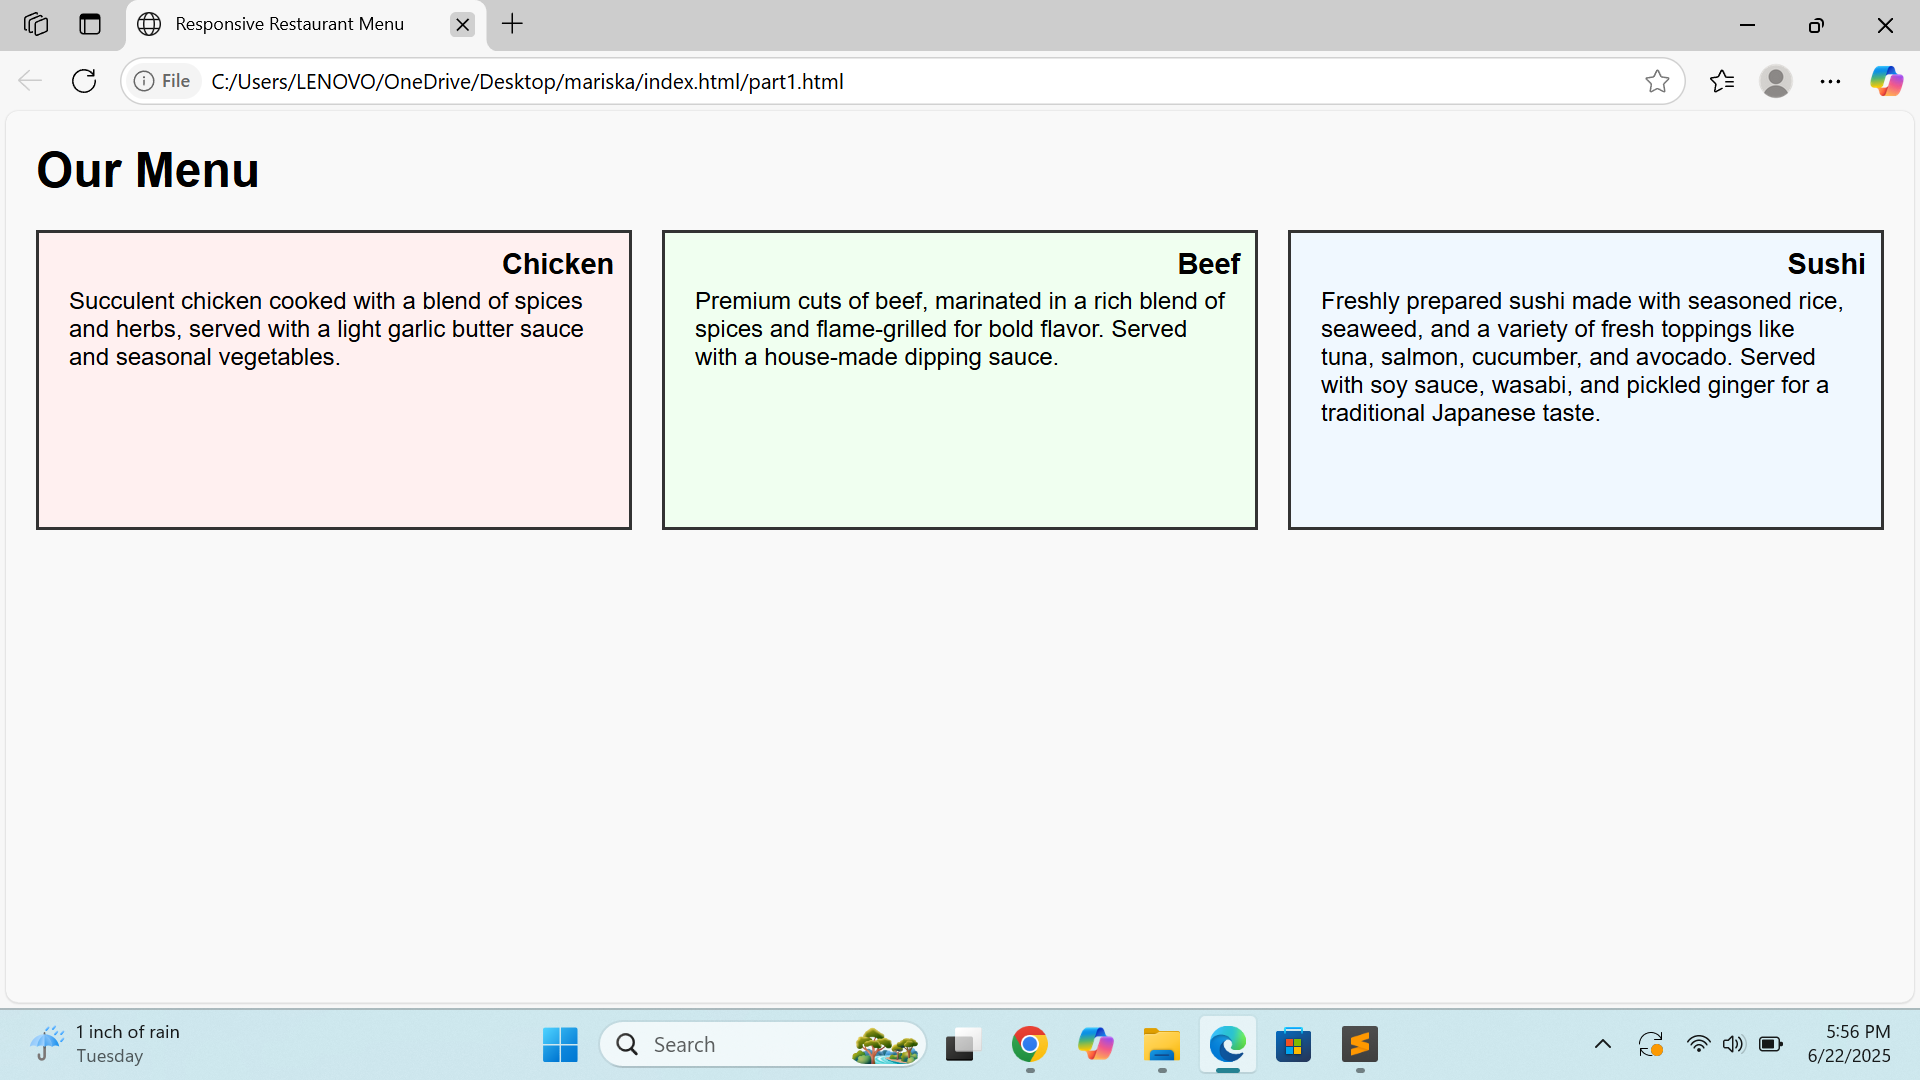 Responsive Restaurant Menu
File C:/Users/LENOVO/OneDrive/Desktop/mariska/index.html/part1.html
Our Menu
Chicken
Succulent chicken cooked with a blend of spices
and herbs, served with a light garlic butter sauce
and seasonal vegetables.
Beef
Premium cuts of beef, marinated in a rich blend of
spices and flame-grilled for bold flavor. Served
with a house-made dipping sauce.
Sushi
Freshly prepared sushi made with seasoned rice,
seaweed, and a variety of fresh toppings like
tuna, salmon, cucumber, and avocado. Served
with soy sauce, wasabi, and pickled ginger for a
traditional Japanese taste.
1 inch of rain
Tuesday
Search
5:56 PM
6/22/2025